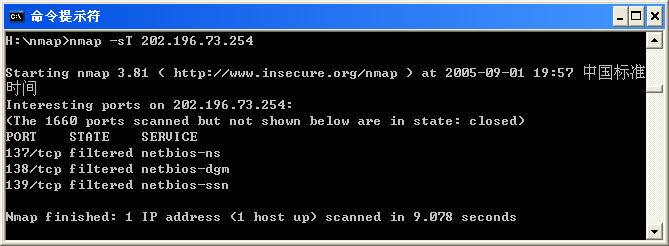 命令提示符
H:\nmap>nmap -sT 202.196.73.254
Starting nmap 3.81 ( http://www.insecure.org/nmap ) at 2005-09-01 19:57 中国标准
时间
Interesting ports on 202.196.73.254:
(The 1660 ports scanned but not shown below are in state: closed)
PORT    STATE    SERVICE
137/tcp filtered netbios-ns
138/tcp filtered netbios-dgm
139/tcp filtered netbios-ssn
Nmap finished: 1 IP address (1 host up) scanned in 9.078 seconds